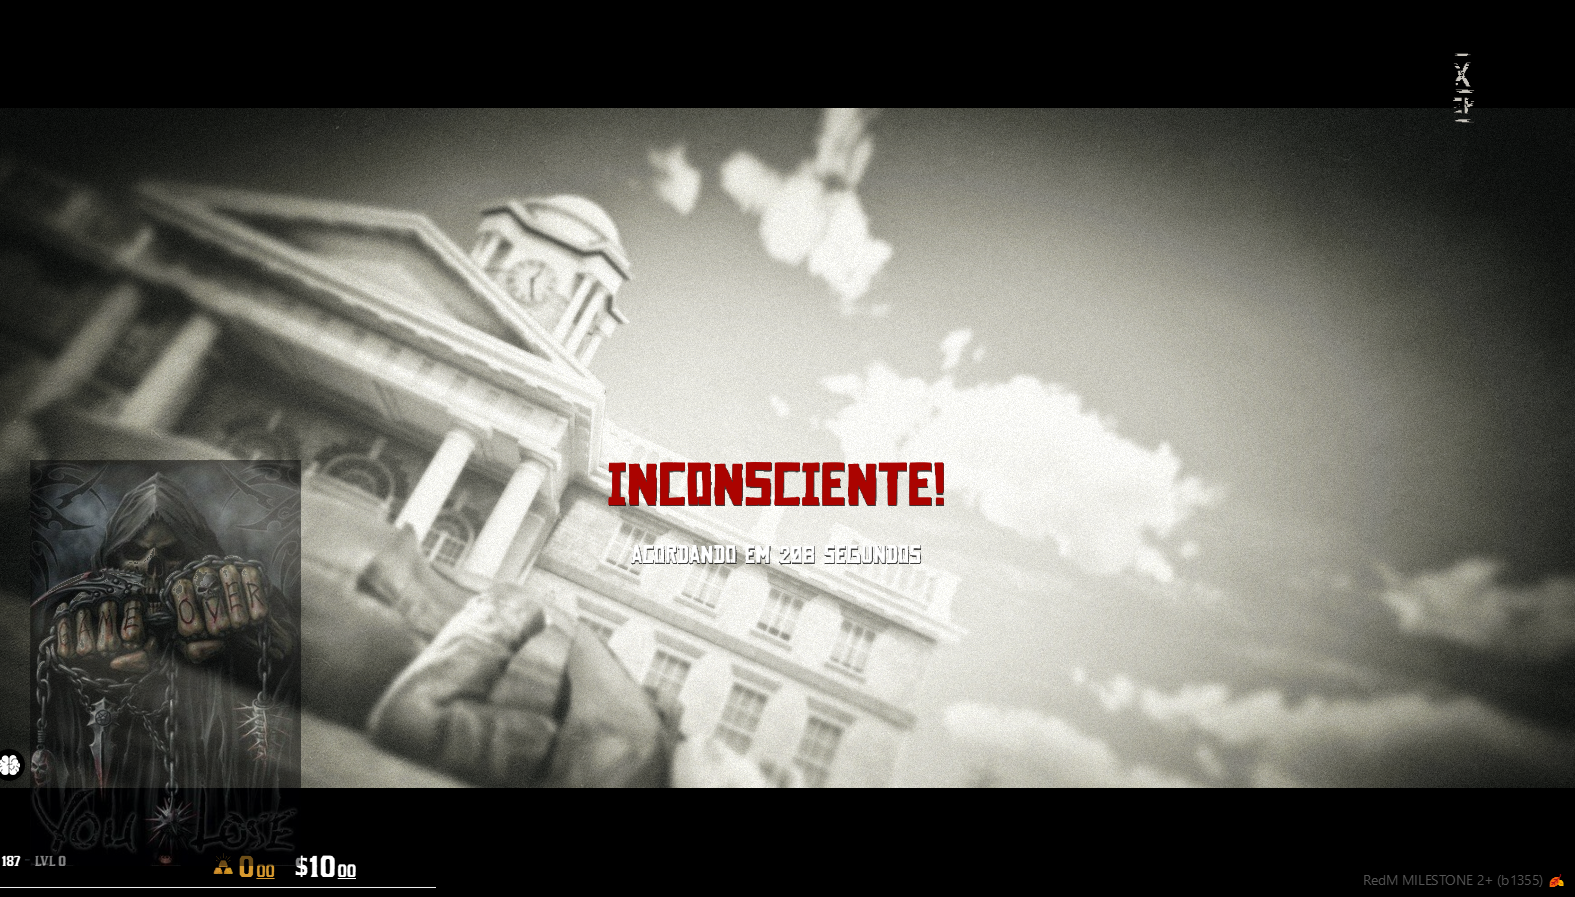 INCONSCIENTE!
ACORDANDO EM 208 SEGUNDOS
GAME OVER
YOU LOSE
187 - LVL 0
0 00 $10 00
RedM MILESTONE 2+ (b1355)